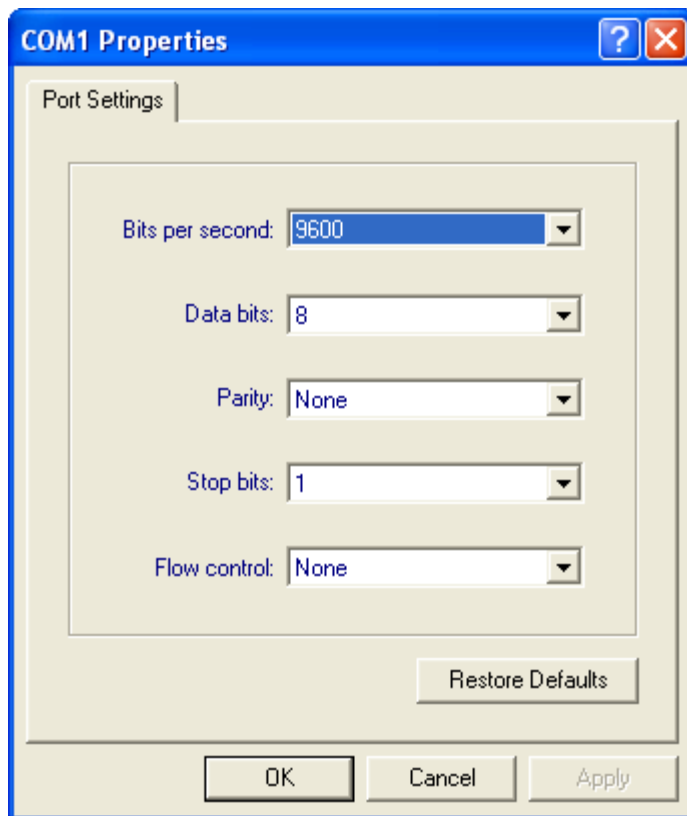 COM1 Properties
?
Port Settings
Bits per second: 9600
Data bits: 8
Parity: None
Stop bits: 1
Flow control: None
Restore Defaults
OK Cancel Apply